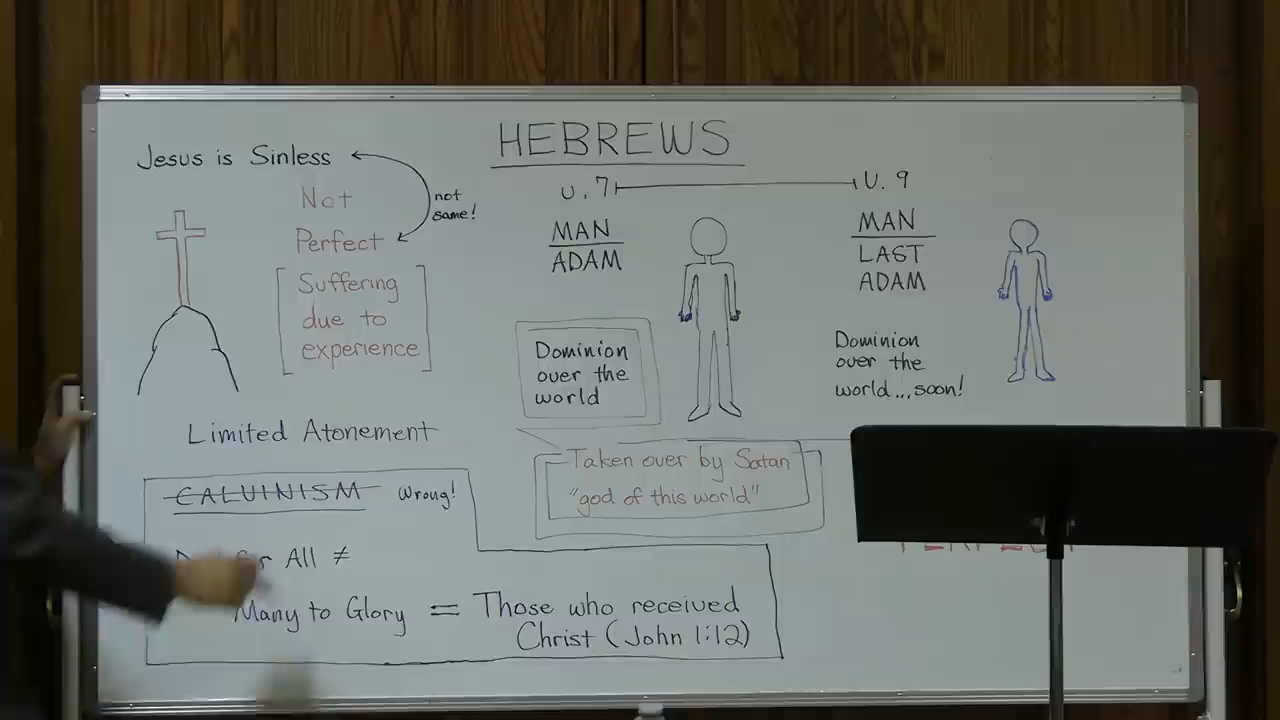 HEBREWS
Jesus is Sinless
Not
Perfect
not
same!
[Suffering
due to
experience]
Limited Atonement
CALVINISM Wrong!
All ≠
Many to Glory = Those who received
Christ (John 1:12)
v. 7
MAN
ADAM
Dominion
over the
world
Taken over by Satan
"god of this world"
v. 9
MAN
LAST
ADAM
Dominion
over the
world...soon!